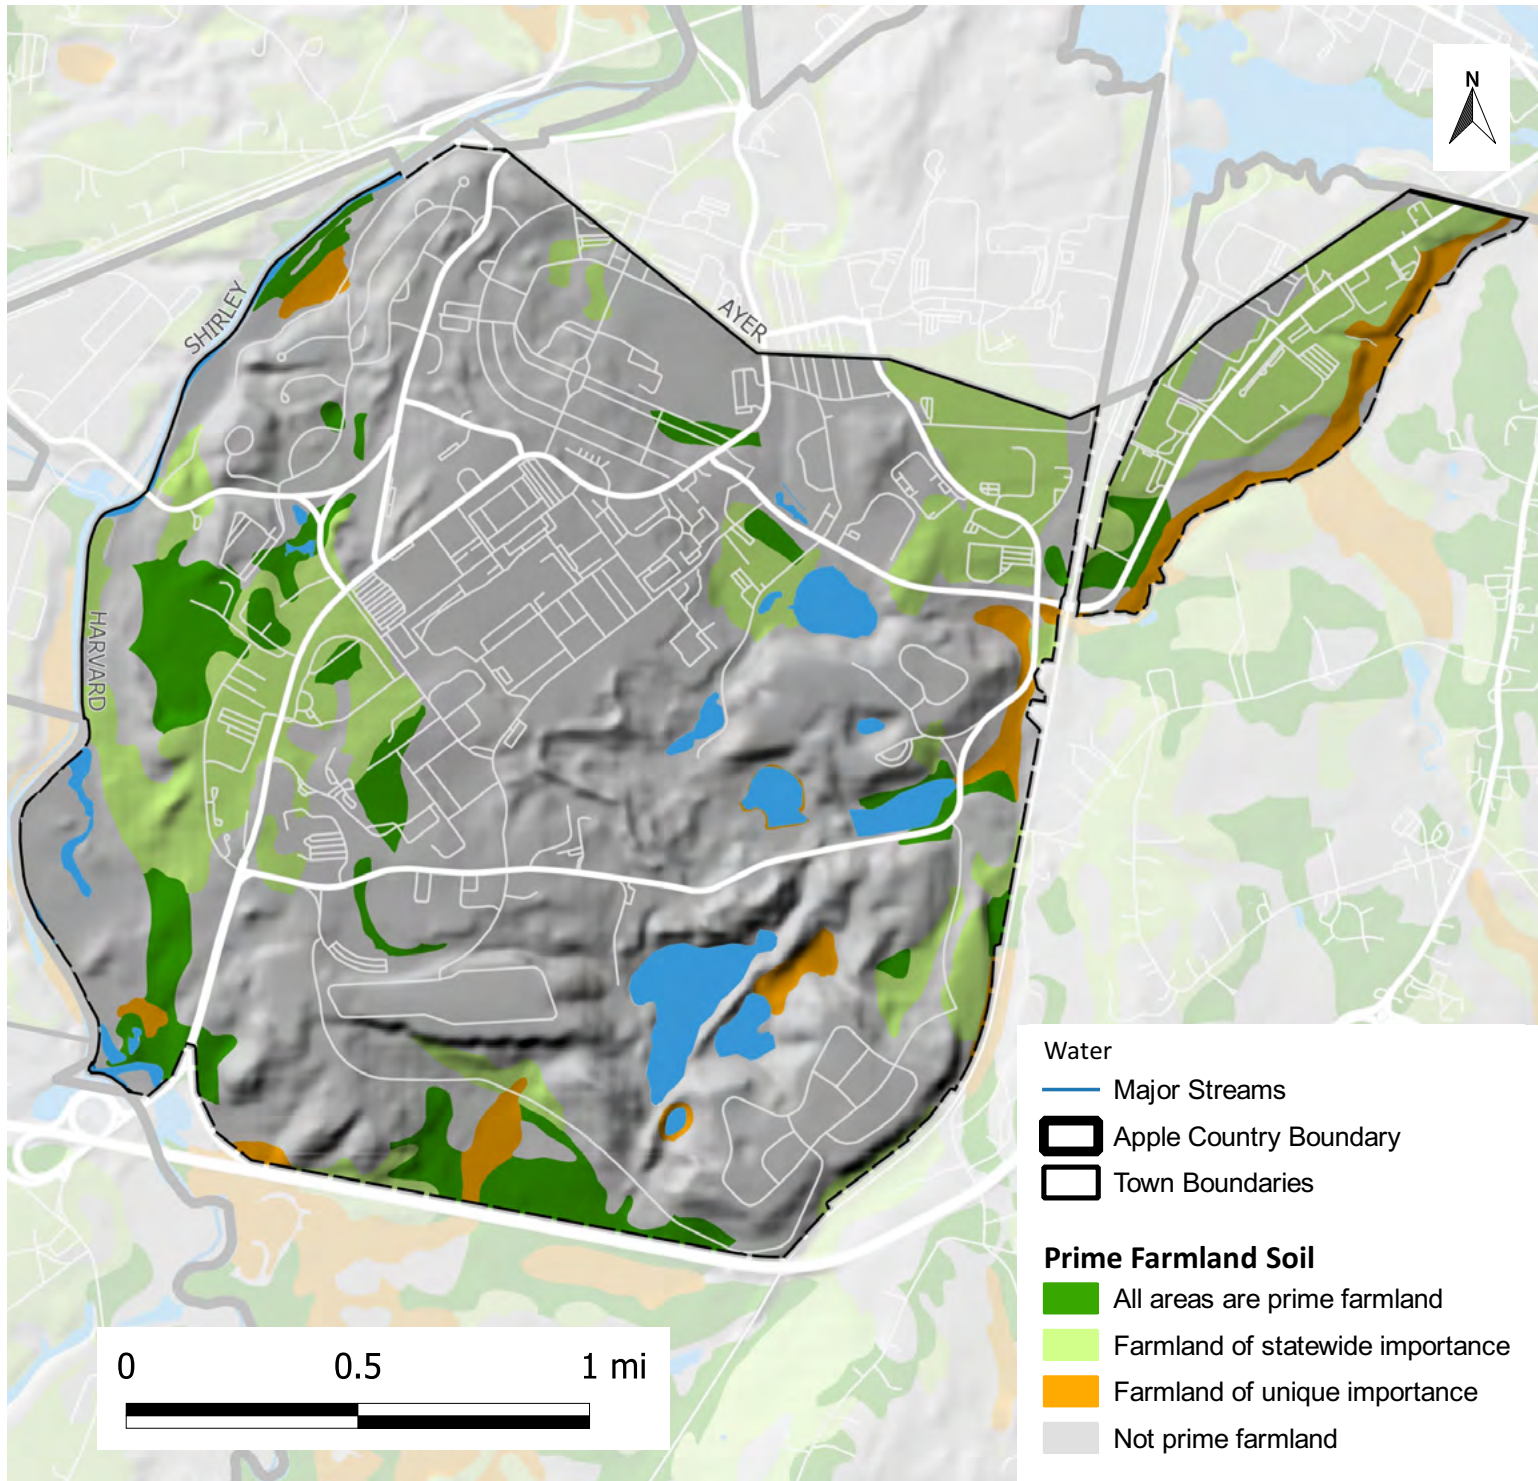 N
SHIRLEY
AYER
HARVARD
Water
Major Streams
Apple Country Boundary
Town Boundaries
Prime Farmland Soil
All areas are prime farmland
Farmland of statewide importance
Farmland of unique importance
Not prime farmland
0 0.5 1 mi